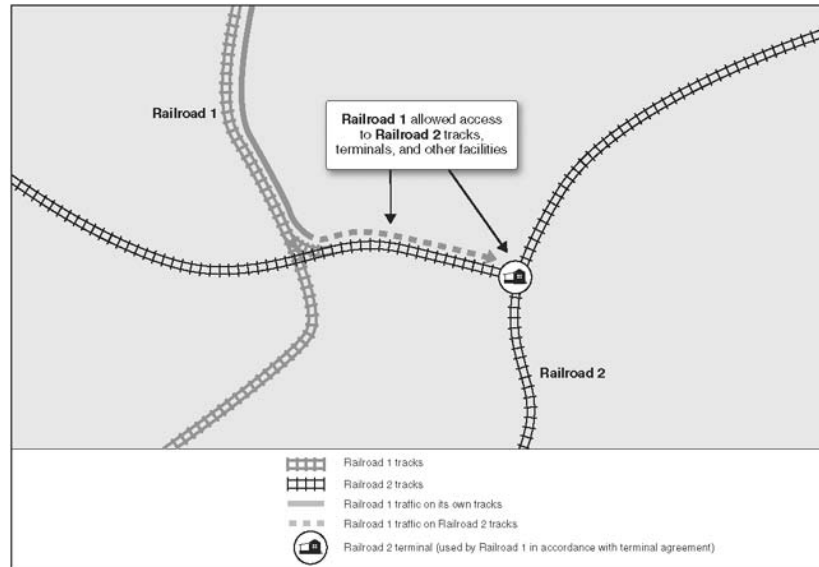 Railroad 1
Railroad 1 allowed access
to Railroad 2 tracks,
terminals, and other facilities
Railroad 2
Railroad 1 tracks
Railroad 2 tracks
Railroad 1 traffic on its own tracks
Railroad 1 traffic on Railroad 2 tracks
Railroad 2 terminal (used by Railroad 1 in accordance with terminal agreement)